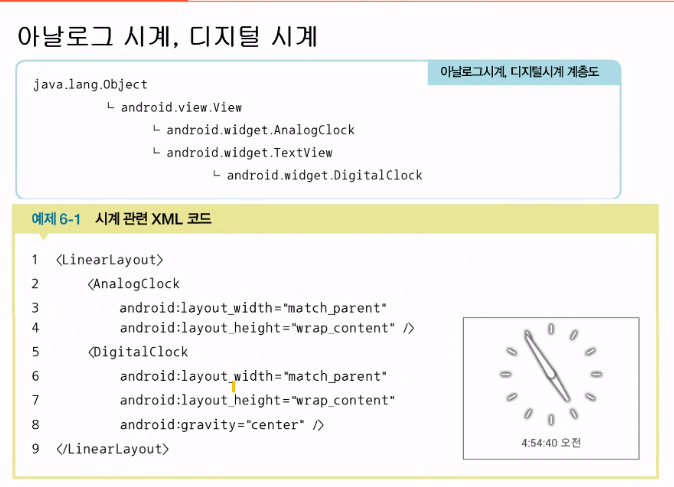 아날로그 시계, 디지털 시계
아날로그시계, 디지털시계 계층도
java.lang.Object
└ android.view.View
└ android.widget.AnalogClock
└ android.widget.TextView
└ android.widget.DigitalClock
예제 6-1 시계 관련 XML 코드
1 <LinearLayout>
2 <AnalogClock
3 android:layout_width="match_parent"
4 android:layout_height="wrap_content" />
5 <DigitalClock
6 android:layout_width="match_parent"
7 android:layout_height="wrap_content"
8 android:gravity="center" />
9 </LinearLayout>
4:54:40 오전